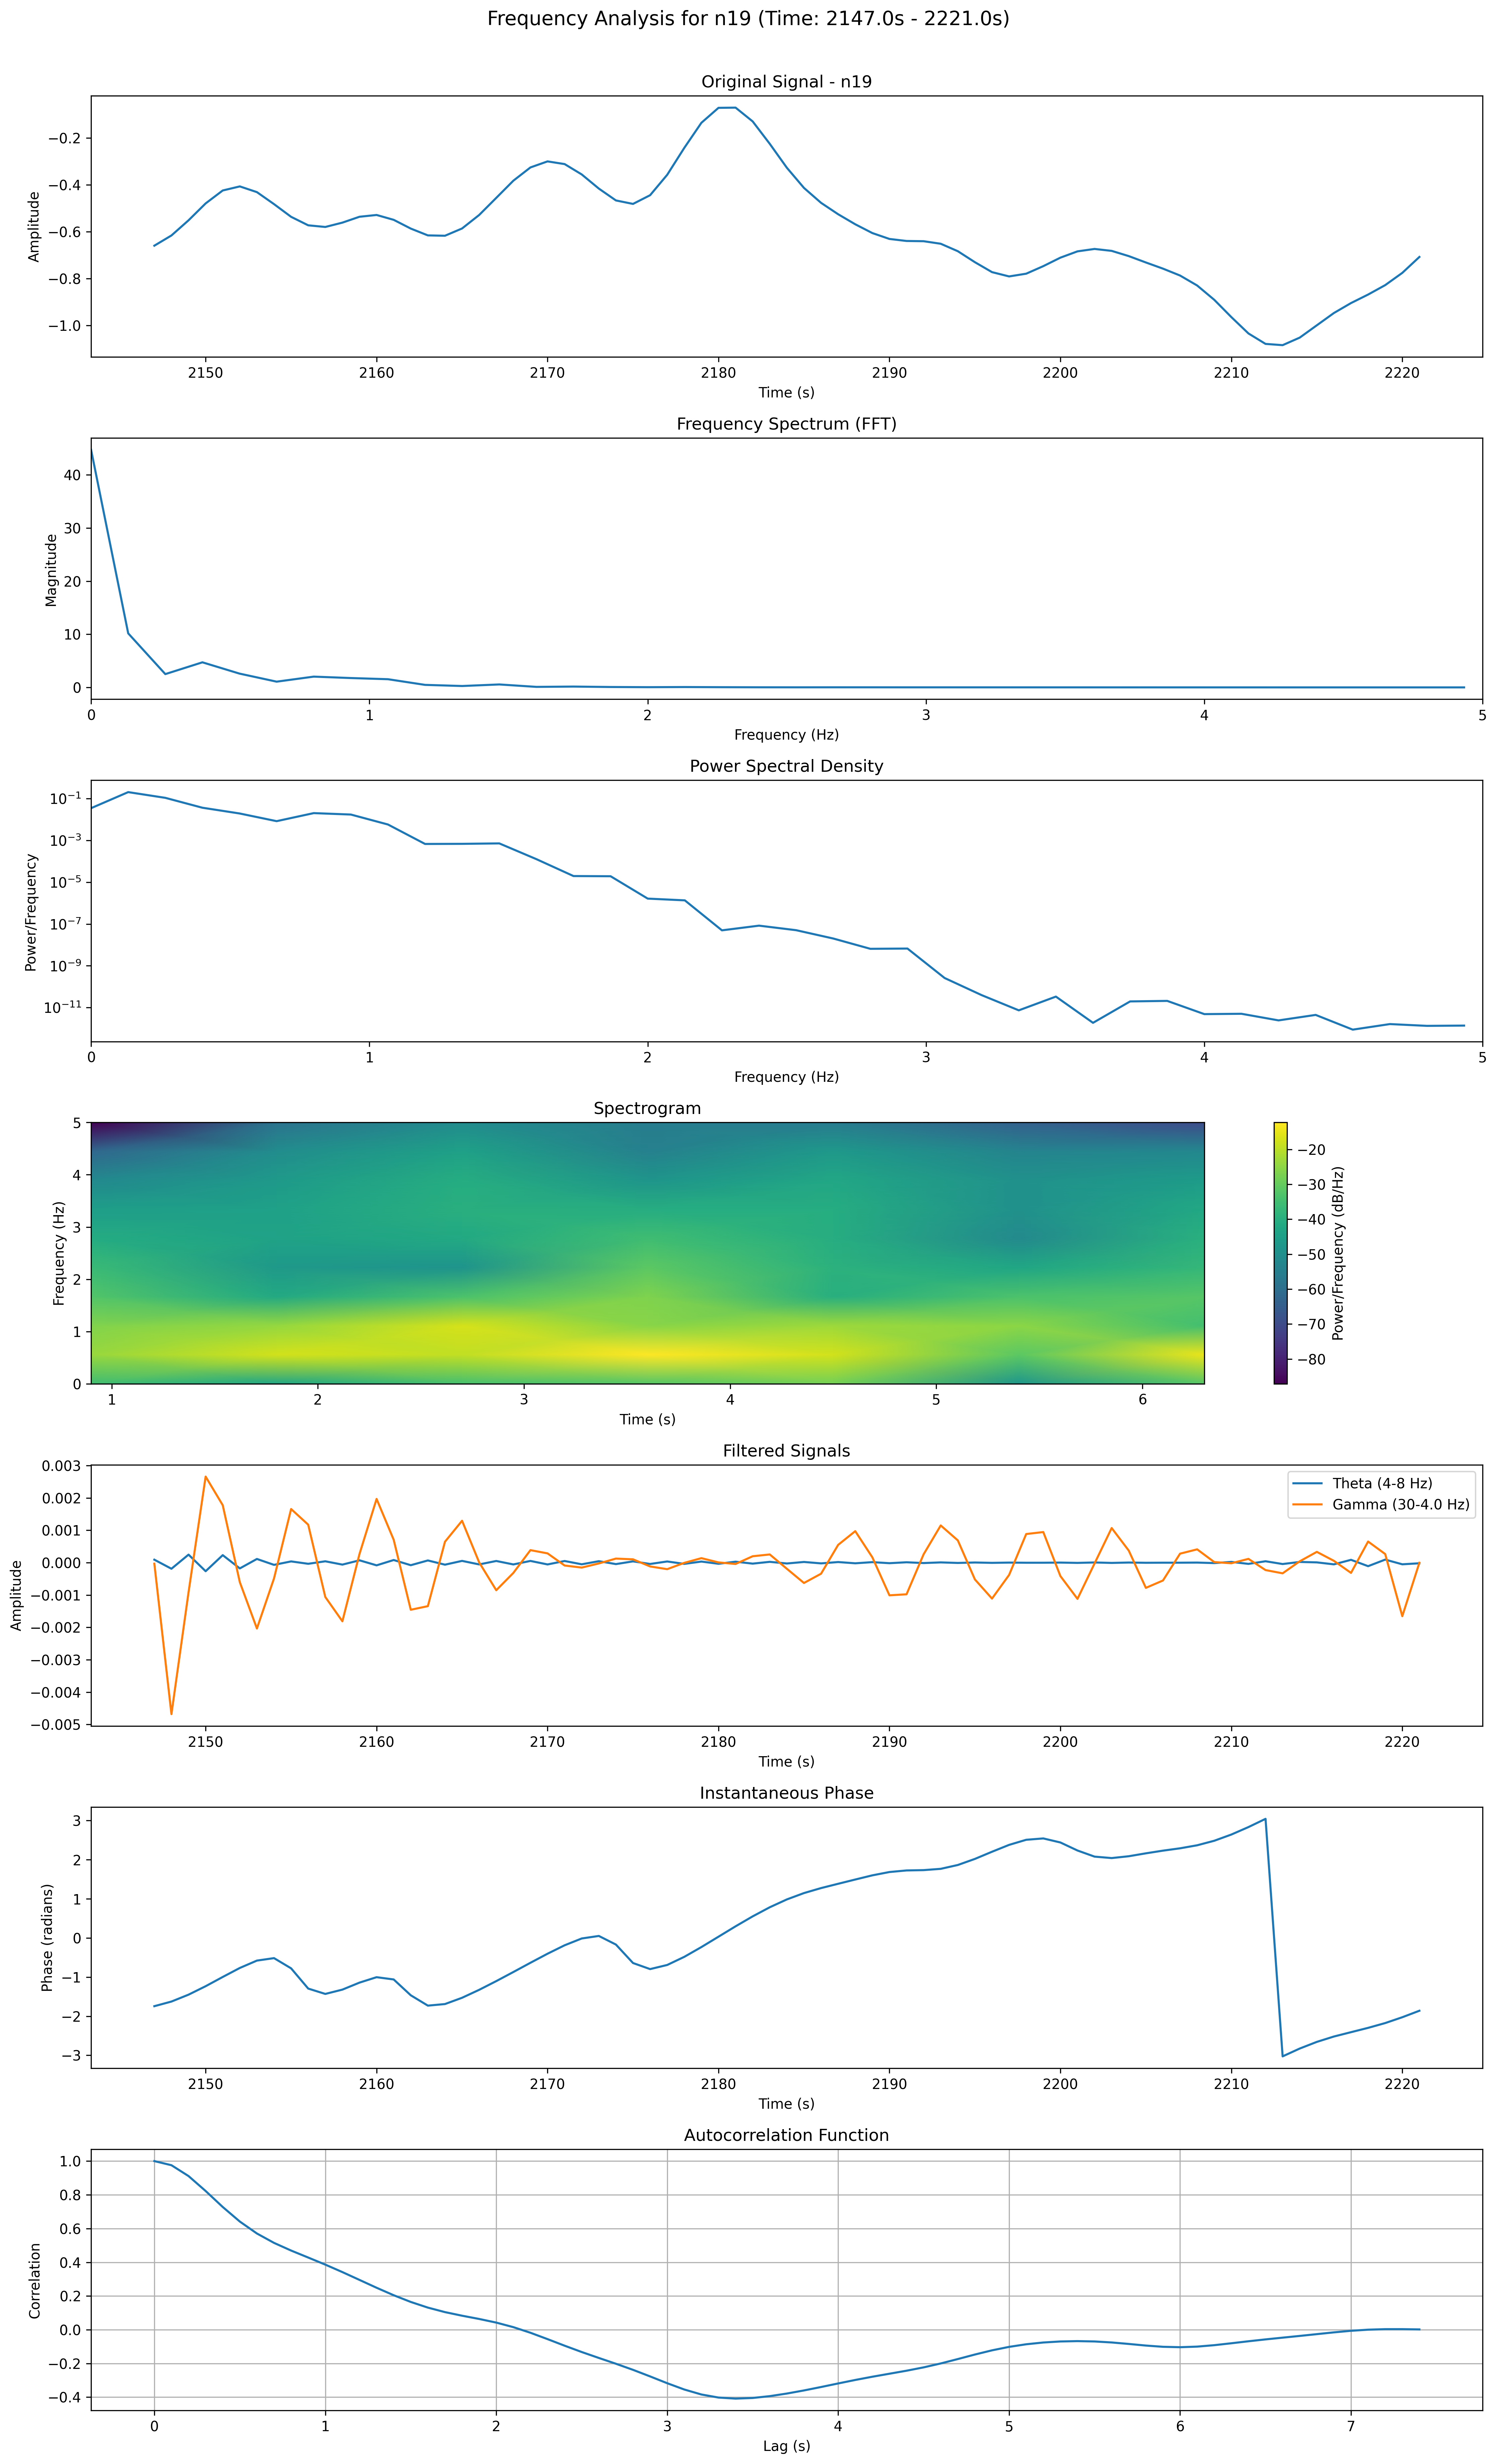 Frequency Analysis for n19 (Time: 2147.0s - 2221.0s)
Original Signal - n19
Amplitude
−0.2
−0.4
−0.6
−0.8
−1.0
2150 2160 2170 2180 2190 2200 2210 2220
Time (s)
Frequency Spectrum (FFT)
Magnitude
40
30
20
10
0
0 1 2 3 4 5
Frequency (Hz)
Power Spectral Density
Power/Frequency
10⁻¹
10⁻³
10⁻⁵
10⁻⁷
10⁻⁹
10⁻¹¹
0 1 2 3 4 5
Frequency (Hz)
Spectrogram
Frequency (Hz)
5
4
3
2
1
0
1 2 3 4 5 6
Time (s)
−20
−30
−40
−50
−60
−70
−80
Power/Frequency (dB/Hz)
Filtered Signals
Amplitude
0.003
0.002
0.001
0.000
−0.001
−0.002
−0.003
−0.004
−0.005
Theta (4-8 Hz)
Gamma (30-4.0 Hz)
2150 2160 2170 2180 2190 2200 2210 2220
Time (s)
Instantaneous Phase
Phase (radians)
3
2
1
0
−1
−2
−3
2150 2160 2170 2180 2190 2200 2210 2220
Time (s)
Autocorrelation Function
Correlation
1.0
0.8
0.6
0.4
0.2
0.0
−0.2
−0.4
0 1 2 3 4 5 6 7
Lag (s)